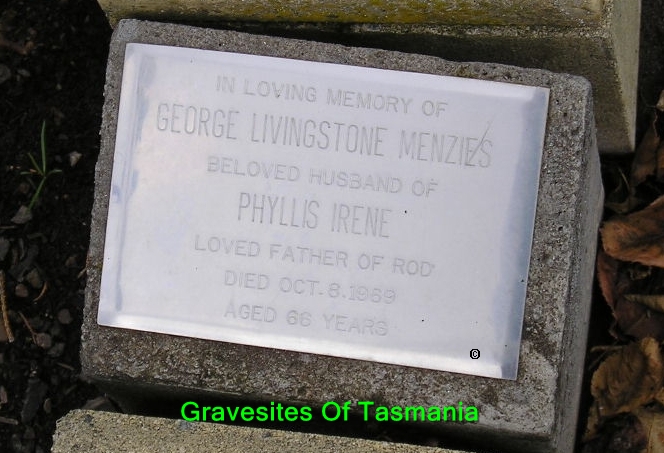 IN LOVING MEMORY OF
GEORGE LIVINGSTONE MENZIES
BELOVED HUSBAND OF
PHYLLIS IRENE
LOVED FATHER OF ROD
DIED OCT. 8. 1969
AGED 66 YEARS
©
Gravesites Of Tasmania